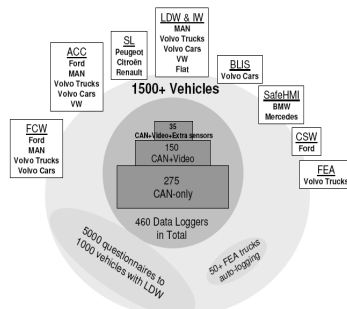 LDW & IW
MAN
Volvo Trucks
Volvo Cars
VW
Fiat
SL
Peugeot
Citroën
Renault
ACC
Ford
MAN
Volvo Trucks
Volvo Cars
VW
BLIS
Volvo Cars
SafeHMI
BMW
Mercedes
FCW
Ford
MAN
Volvo Trucks
Volvo Cars
CSW
Ford
FEA
Volvo Trucks
1500+ Vehicles
35
CAN+Video+Extra sensors
150
CAN+Video
275
CAN-only
460 Data Loggers
in Total
5000 questionnaires to
1000 vehicles with LDW
50+ FEA trucks
auto-logging